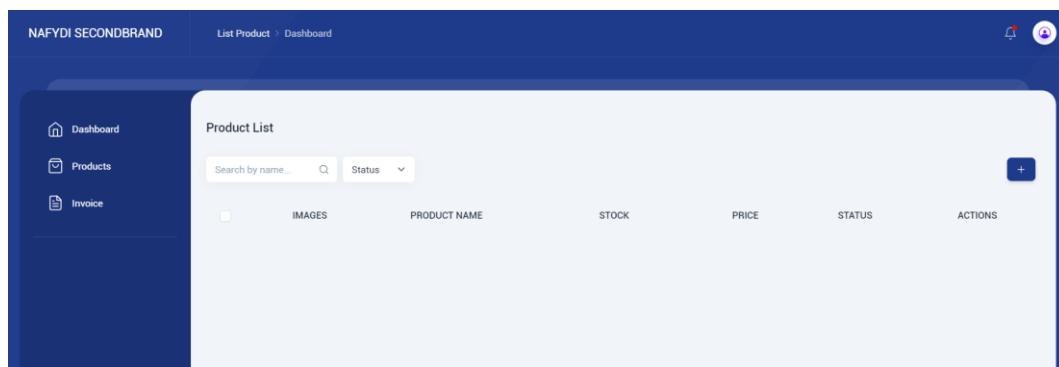 NAFYDI SECONDBRAND
List Product > Dashboard
Dashboard
Products
Invoice
Product List
Search by name...
Status
+
IMAGES PRODUCT NAME STOCK PRICE STATUS ACTIONS